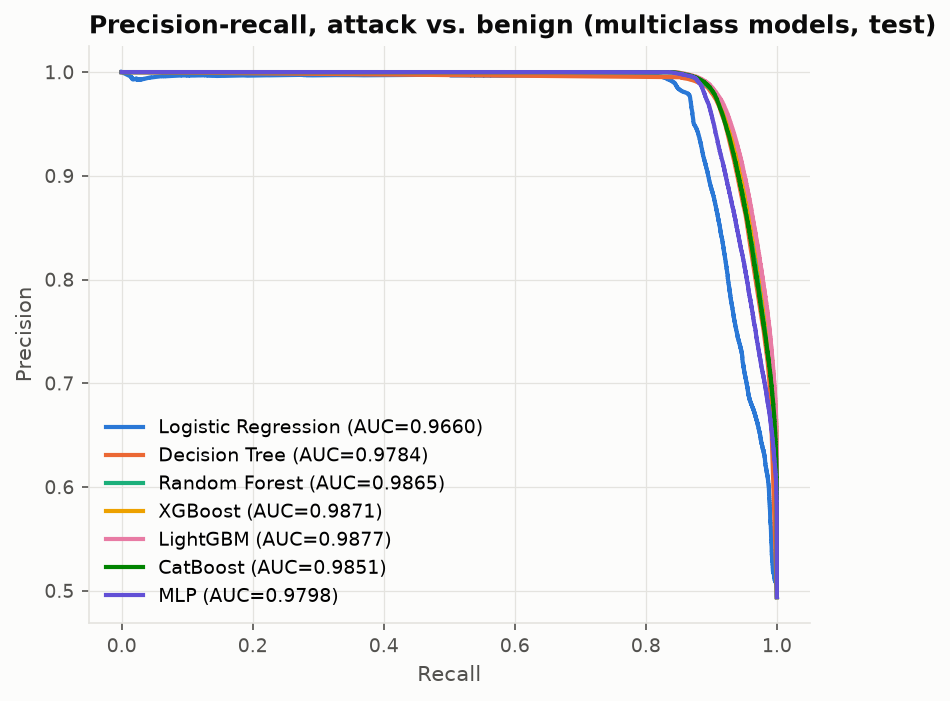 Precision-recall, attack vs. benign (multiclass models, test)
1.0
0.9
0.8
0.7
0.6
0.5
Precision
Logistic Regression (AUC=0.9660)
Decision Tree (AUC=0.9784)
Random Forest (AUC=0.9865)
XGBoost (AUC=0.9871)
LightGBM (AUC=0.9877)
CatBoost (AUC=0.9851)
MLP (AUC=0.9798)
0.0 0.2 0.4 0.6 0.8 1.0
Recall